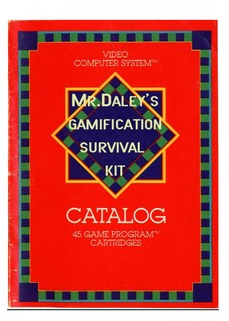 VIDEO
COMPUTER SYSTEM™
MR.DALEY'S
GAMIFICATION
SURVIVAL
KIT
CATALOG
45 GAME PROGRAM™
CARTRIDGES